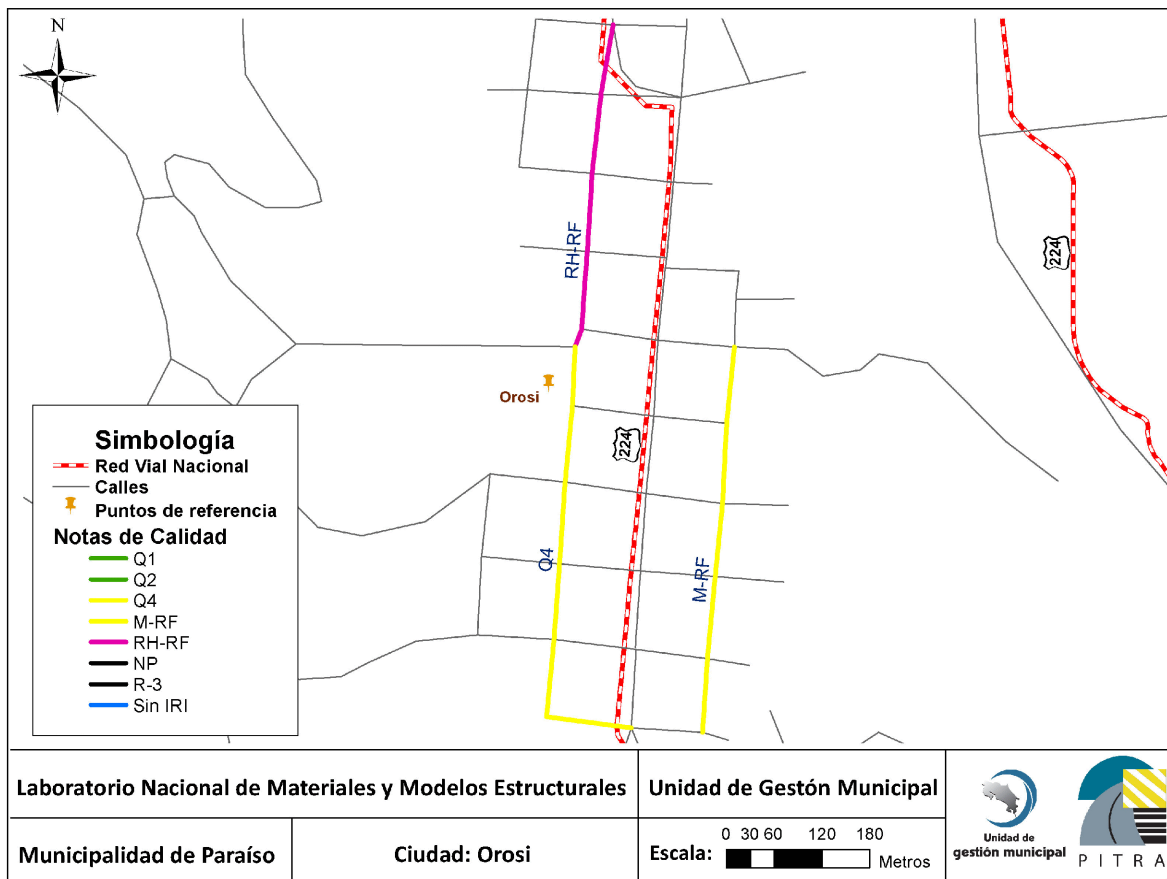 N
RH-RF
224
Orosi
224
Q4
M-RF
Simbología
Red Vial Nacional
Calles
Puntos de referencia
Notas de Calidad
Q1
Q2
Q4
M-RF
RH-RF
NP
R-3
Sin IRI
Laboratorio Nacional de Materiales y Modelos Estructurales
Unidad de Gestón Municipal
Municipalidad de Paraíso
Ciudad: Orosi
Escala:
0 30 60 120 180
Metros
Unidad de
gestión municipal
PITRA